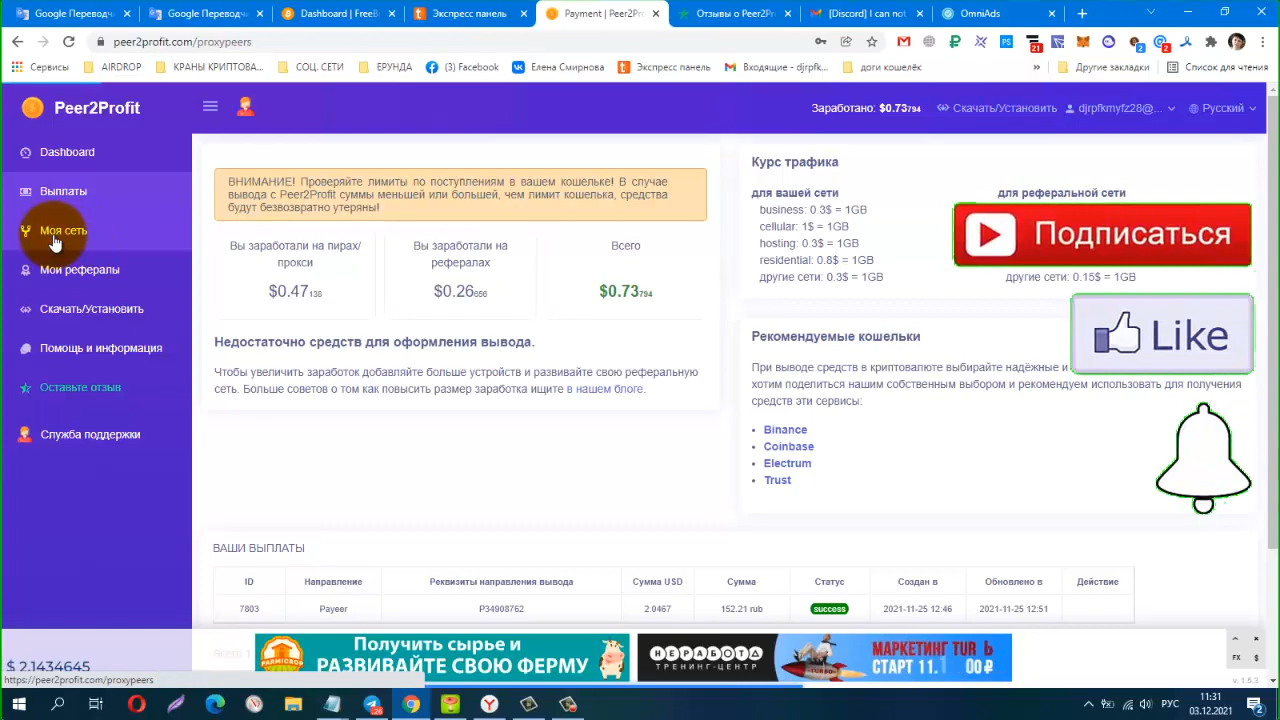 Google Переводчи
Google Переводч
Dashboard | FreeB
Экспресс панель
Payment | Peer2Pr
Отзывы о Peer2Pr
[Discord] I can not
OmniAds
peer2profit.com/proxypeers
21
2
2
Сервисы
AIRDROP
КРАНЫ КРИПТОВА...
СОЦ. СЕТИ
ЕРУНДА
(3) Facebook
Елена Смирнова
Экспресс панель
Входящие - djrpfk...
доги кошелёк
»
Другие закладки
Список для чтения
Peer2Profit
Заработано: $0.73794
Скачать/Установить
djrpfkmyfz28@...
Русский
Dashboard
Выплаты
Моя сеть
Мои рефералы
Скачать/Установить
Помощь и информация
Оставьте отзыв
Служба поддержки
ВНИМАНИЕ! Проверяйте лимиты по поступлениям в вашем кошельке! В случае
вывода с Peer2Profit суммы меньшей или большей, чем лимит кошелька, средства
будут безвозвратно утеряны!
Вы заработали на пирах/
прокси
$0.47138
Вы заработали на
рефералах
$0.26656
Всего
$0.73794
Недостаточно средств для оформления вывода.
Чтобы увеличить заработок добавляйте больше устройств и развивайте свою реферальную
сеть. Больше советов о том как повысить размер заработка ищите в нашем блоге.
Курс трафика
для вашей сети
business: 0.3$ = 1GB
cellular: 1$ = 1GB
hosting: 0.3$ = 1GB
residential: 0.8$ = 1GB
другие сети: 0.3$ = 1GB
для реферальной сети
другие сети: 0.15$ = 1GB
Подписаться
Like
Рекомендуемые кошельки
При выводе средств в криптовалюте выбирайте надёжные и
хотим поделиться нашим собственным выбором и рекомендуем использовать для получения
средств эти сервисы:
Binance
Coinbase
Electrum
Trust
ВАШИ ВЫПЛАТЫ
ID Направление Реквизиты направления вывода Сумма USD Сумма Статус Создан в Обновлено в Действие
7803 Payeer P34908762 2.0467 152.21 rub success 2021-11-25 12:46 2021-11-25 12:51
Всего 1
$ 2.1434645
FARMCROP
Получить сырье и
РАЗВИВАЙТЕ СВОЮ ФЕРМУ
НЕРАБОТА
ТРЕНИНГ-ЦЕНТР
FX $
v. 1.5.3
https://peer2profit.com/proxypeers
РУС
11:31
03.12.2021
2